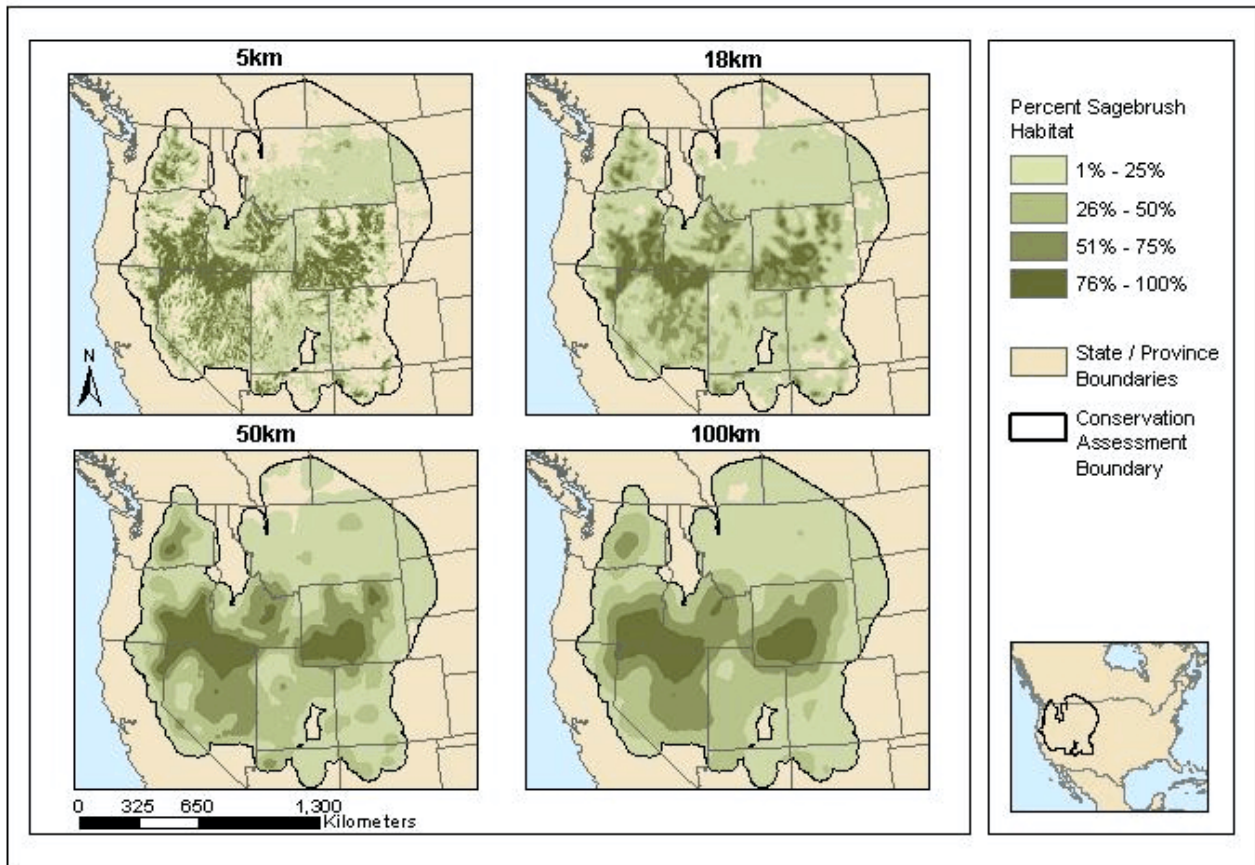 5km
18km
N
50km
100km
0 325 650 1,300
Kilometers
Percent Sagebrush
Habitat
1% - 25%
26% - 50%
51% - 75%
76% - 100%
State / Province
Boundaries
Conservation
Assessment
Boundary